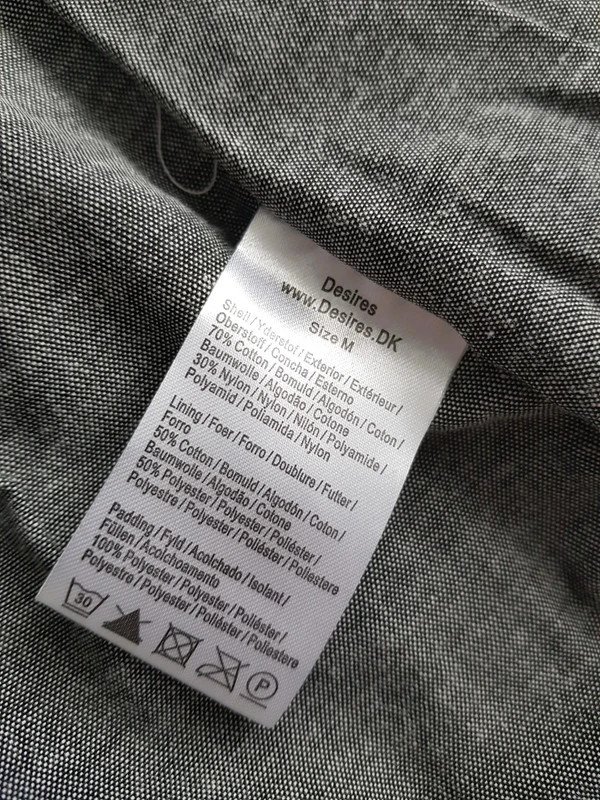 Desires
www.Desires.DK
Size M
Shell / Yderstof / Exterior / Extérieur /
Oberstoff / Concha / Esterno
70% Cotton / Bomuld / Algodón / Coton /
Baumwolle / Algodão / Cotone
30% Nylon / Nylon / Nilón / Polyamide /
Polyamid / Poliamida / Nylon
Lining / Foer / Forro / Doublure / Futter /
Forro
50% Cotton / Bomuld / Algodón / Coton /
Baumwolle / Algodão / Cotone
50% Polyester / Polyester / Poliéster /
Polyestre / Polyester / Poliéster / Poliestere
Padding / Fyld / Acolchado / Isolant /
Füllen / Acolchoamento
100% Polyester / Polyester / Poliéster /
Polyestre / Polyester / Poliéster / Poliestere
30
P